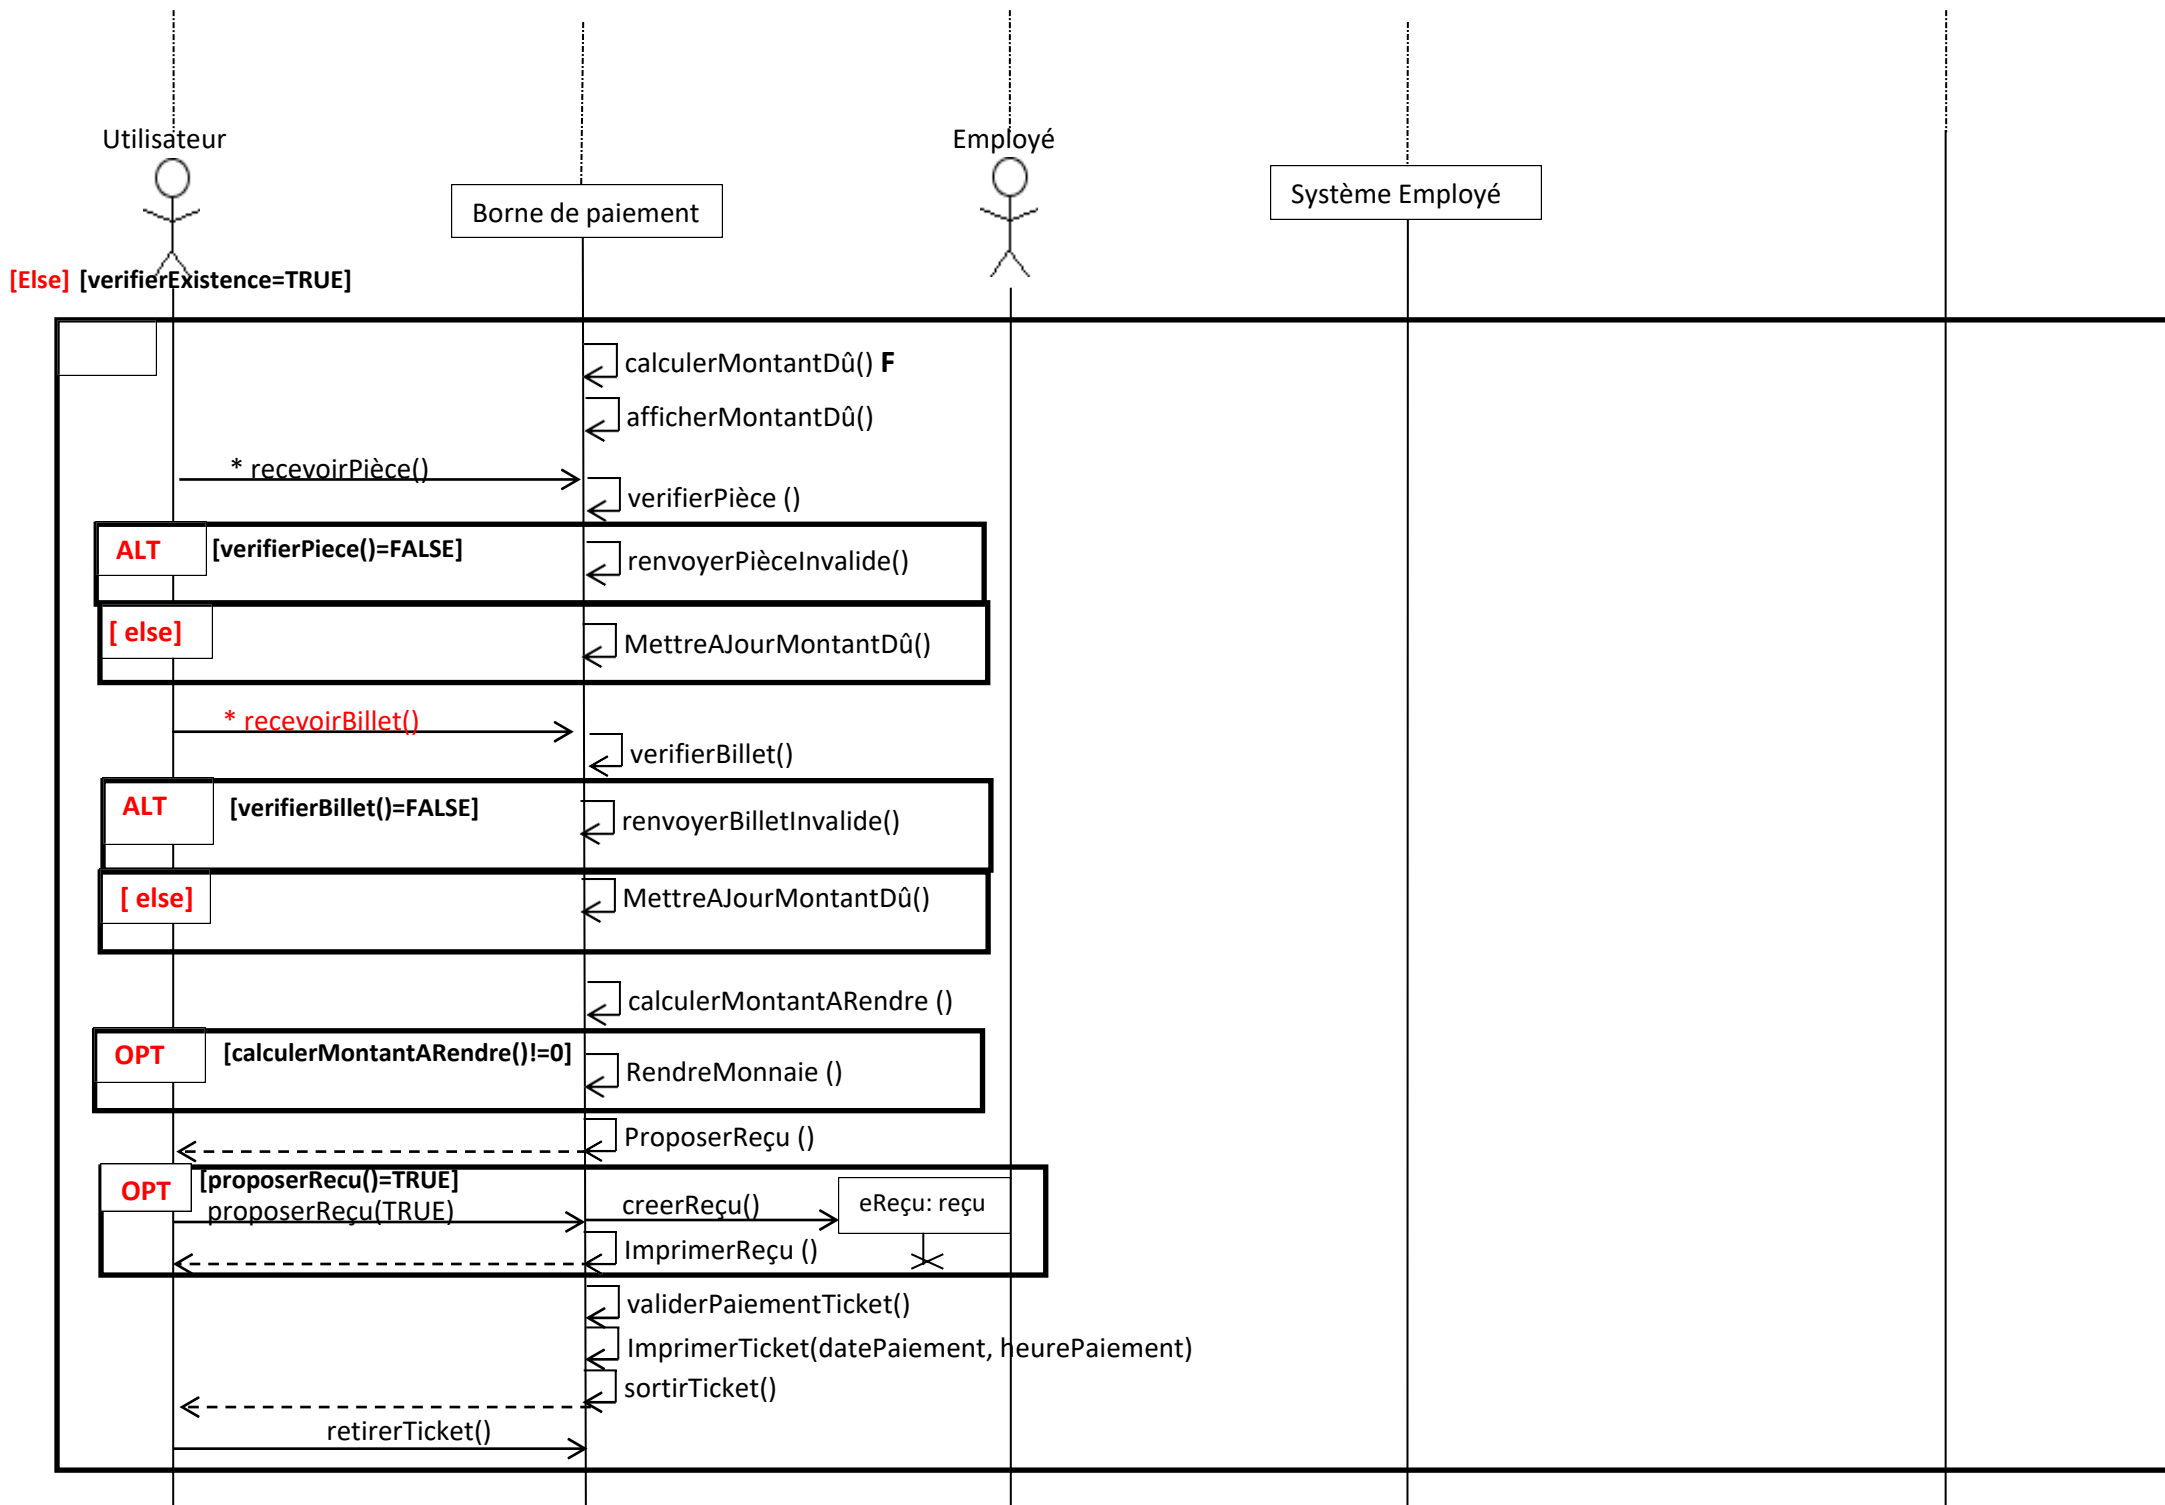 Utilisateur
Employé
Système Employé
Borne de paiement
[Else] [verifierExistence=TRUE]
calculerMontantDû() F
afficherMontantDû()
* recevoirPièce()
verifierPièce ()
ALT [verifierPiece()=FALSE]
renvoyerPièceInvalide()
[ else]
MettreAJourMontantDû()
* recevoirBillet()
verifierBillet()
ALT [verifierBillet()=FALSE]
renvoyerBilletInvalide()
[ else]
MettreAJourMontantDû()
calculerMontantARendre ()
OPT [calculerMontantARendre()!=0]
RendreMonnaie ()
ProposerReçu ()
OPT [proposerRecu()=TRUE]
proposerReçu(TRUE)
creerReçu()
eReçu: reçu
ImprimerReçu ()
validerPaiementTicket()
ImprimerTicket(datePaiement, heurePaiement)
sortirTicket()
retirerTicket()